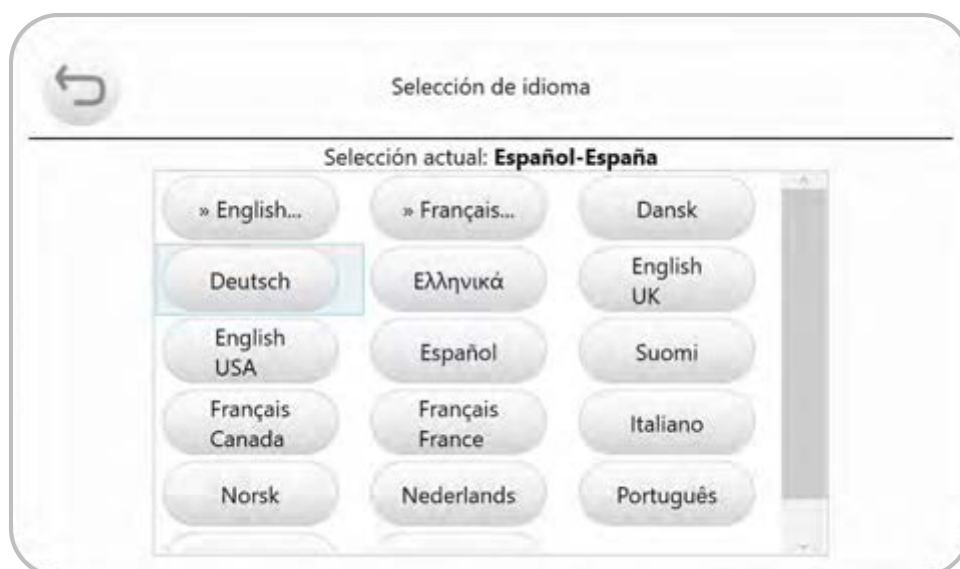 Selección de idioma
Selección actual: Español-España
» English...
» Français...
Dansk
Deutsch
Ελληνικά
English
UK
English
USA
Español
Suomi
Français
Canada
Français
France
Italiano
Norsk
Nederlands
Português